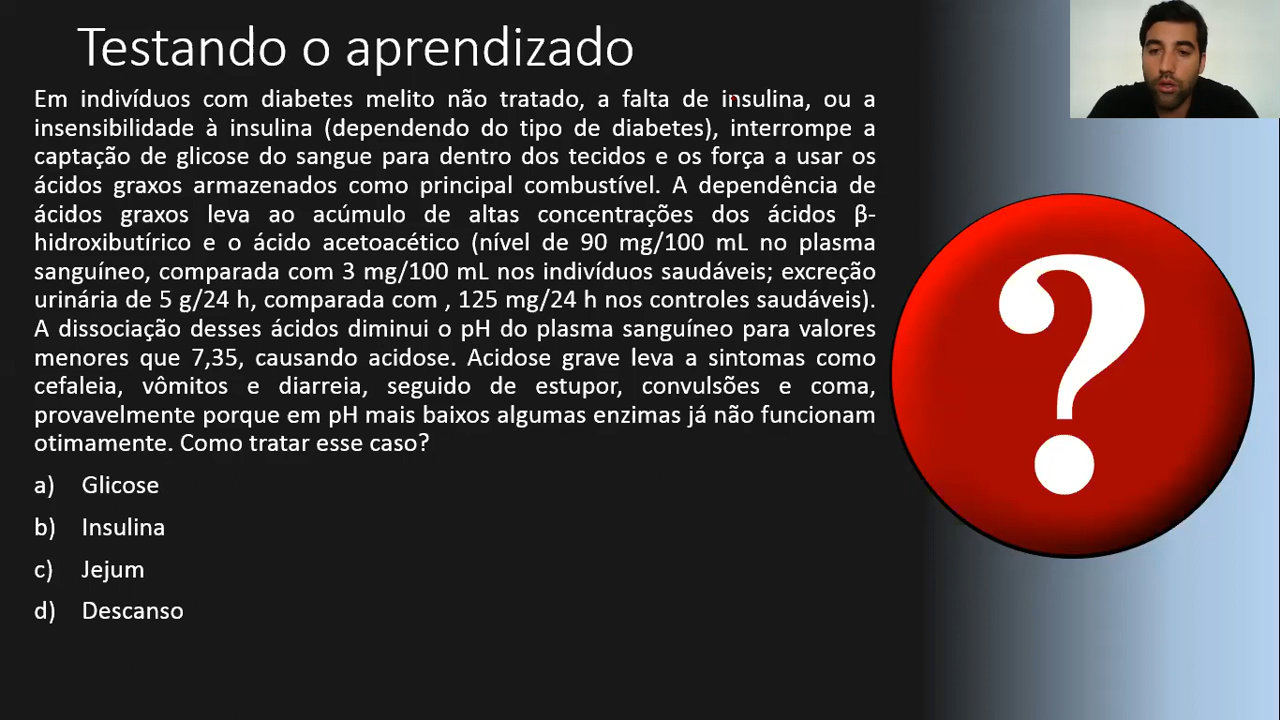 Testando o aprendizado
Em indivíduos com diabetes melito não tratado, a falta de insulina, ou a
insensibilidade à insulina (dependendo do tipo de diabetes), interrompe a
captação de glicose do sangue para dentro dos tecidos e os força a usar os
ácidos graxos armazenados como principal combustível. A dependência de
ácidos graxos leva ao acúmulo de altas concentrações dos ácidos β-
hidroxibutírico e o ácido acetoacético (nível de 90 mg/100 mL no plasma
sanguíneo, comparada com 3 mg/100 mL nos indivíduos saudáveis; excreção
urinária de 5 g/24 h, comparada com , 125 mg/24 h nos controles saudáveis).
A dissociação desses ácidos diminui o pH do plasma sanguíneo para valores
menores que 7,35, causando acidose. Acidose grave leva a sintomas como
cefaleia, vômitos e diarreia, seguido de estupor, convulsões e coma,
provavelmente porque em pH mais baixos algumas enzimas já não funcionam
otimamente. Como tratar esse caso?
a) Glicose
b) Insulina
c) Jejum
d) Descanso
?